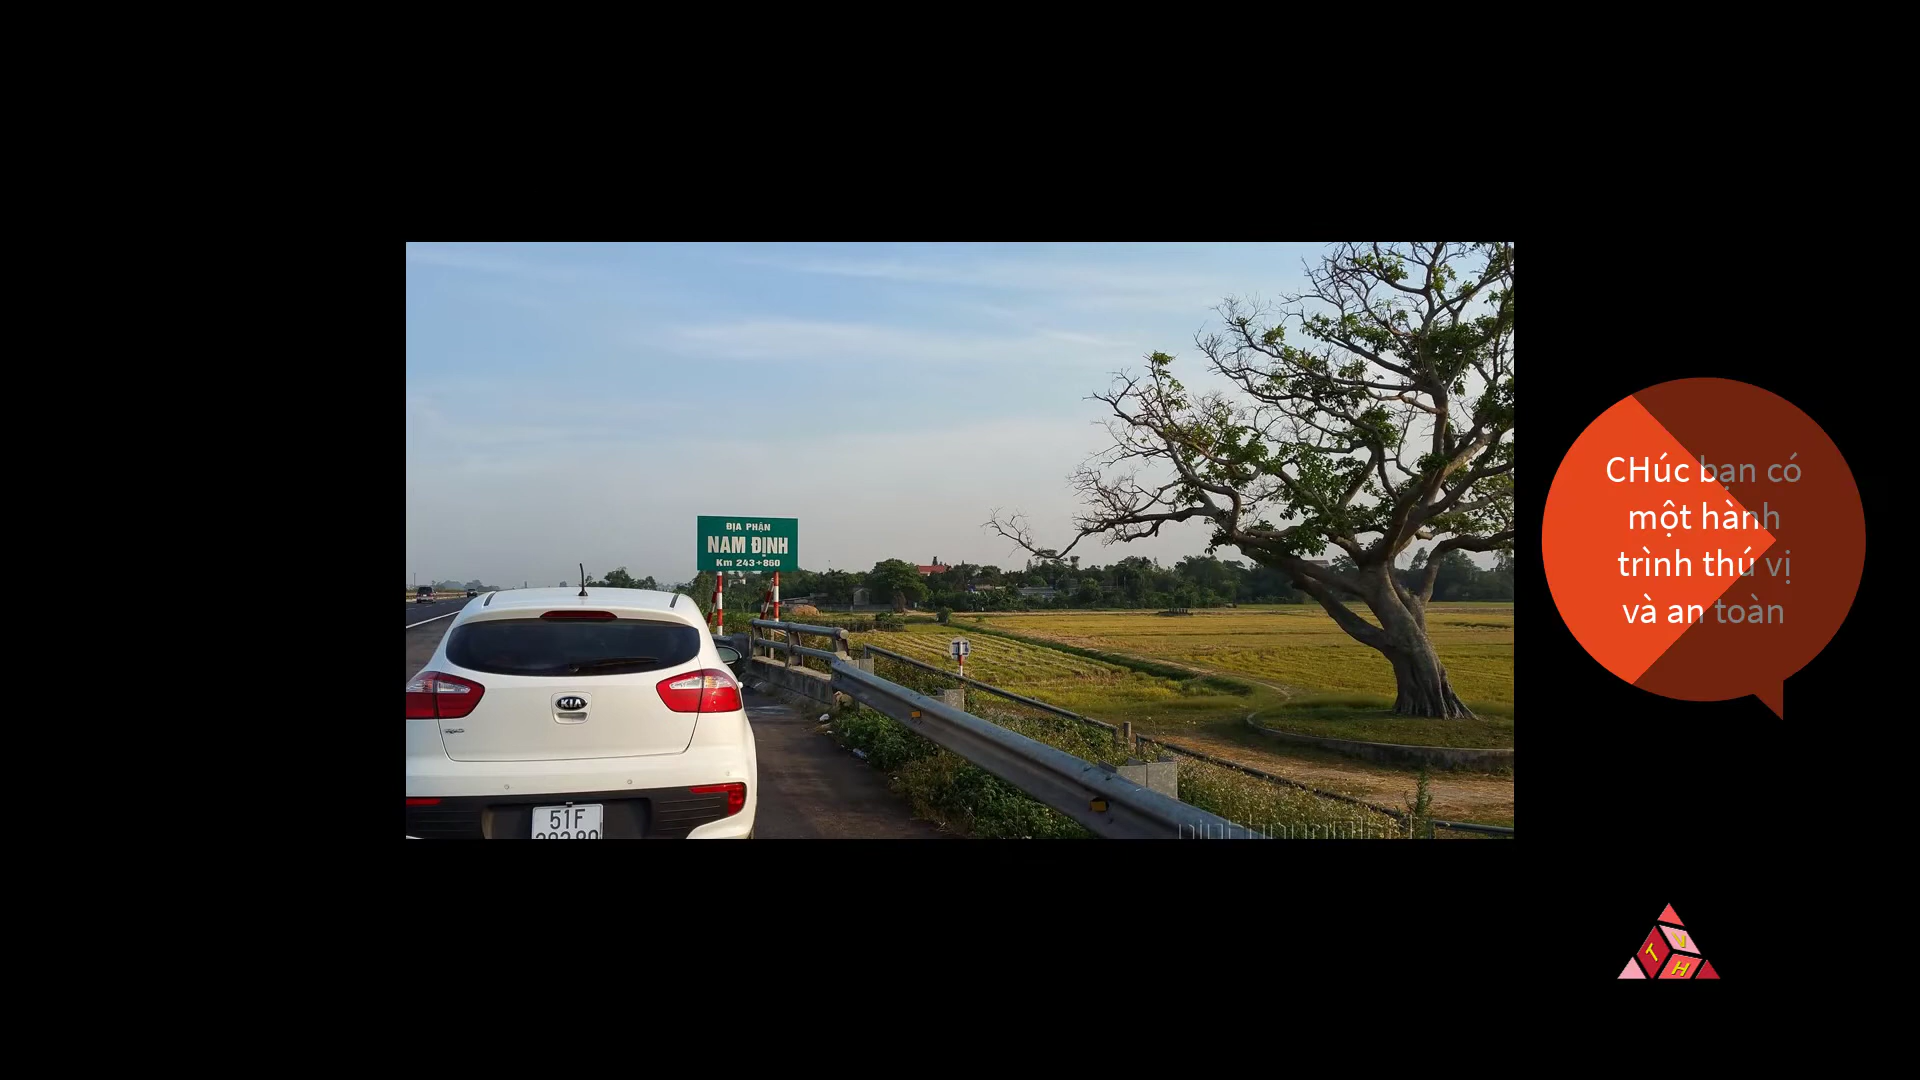 ĐỊA PHẬN
NAM ĐỊNH
Km 243+860
KIA
51F
CHúc bạn có
một hành
trình thú vị
và an toàn
T
V
H